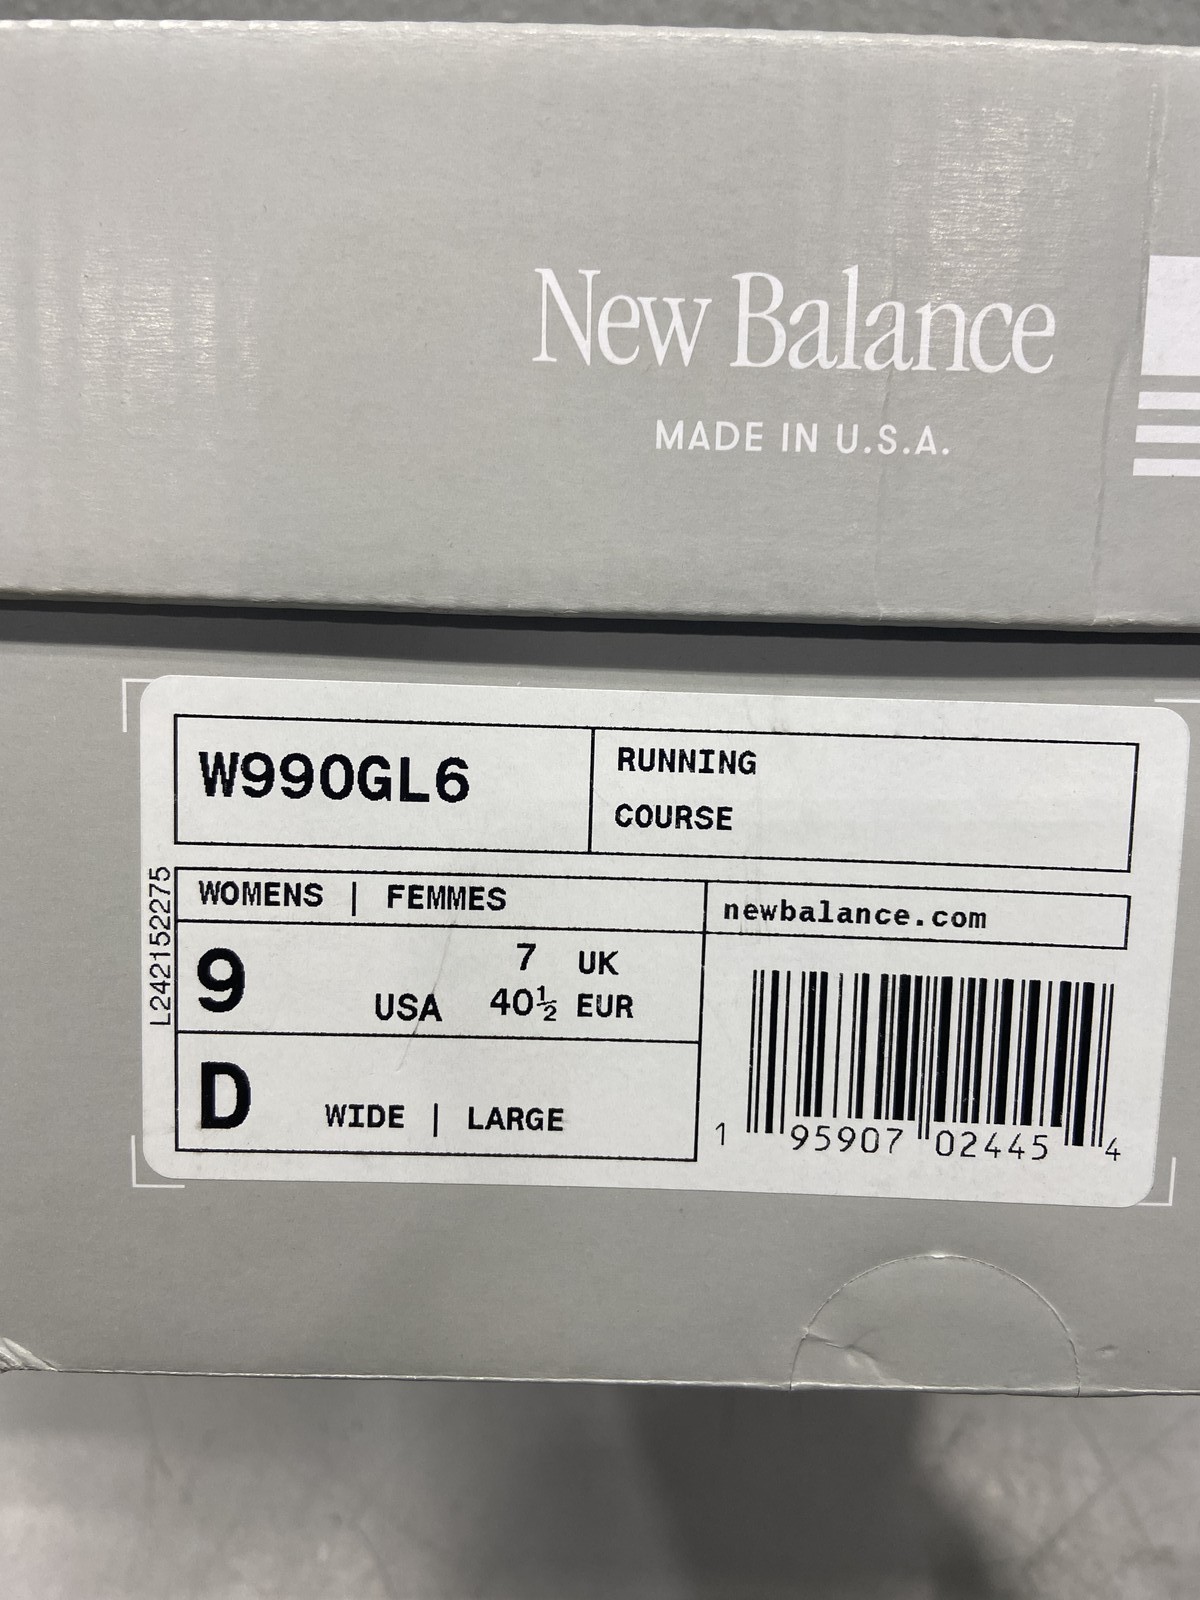 New Balance
MADE IN U.S.A.
W990GL6
RUNNING
COURSE
L242152275
WOMENS | FEMMES
newbalance.com
9 USA 7 UK
40½ EUR
D WIDE | LARGE
1 95907 02445 4